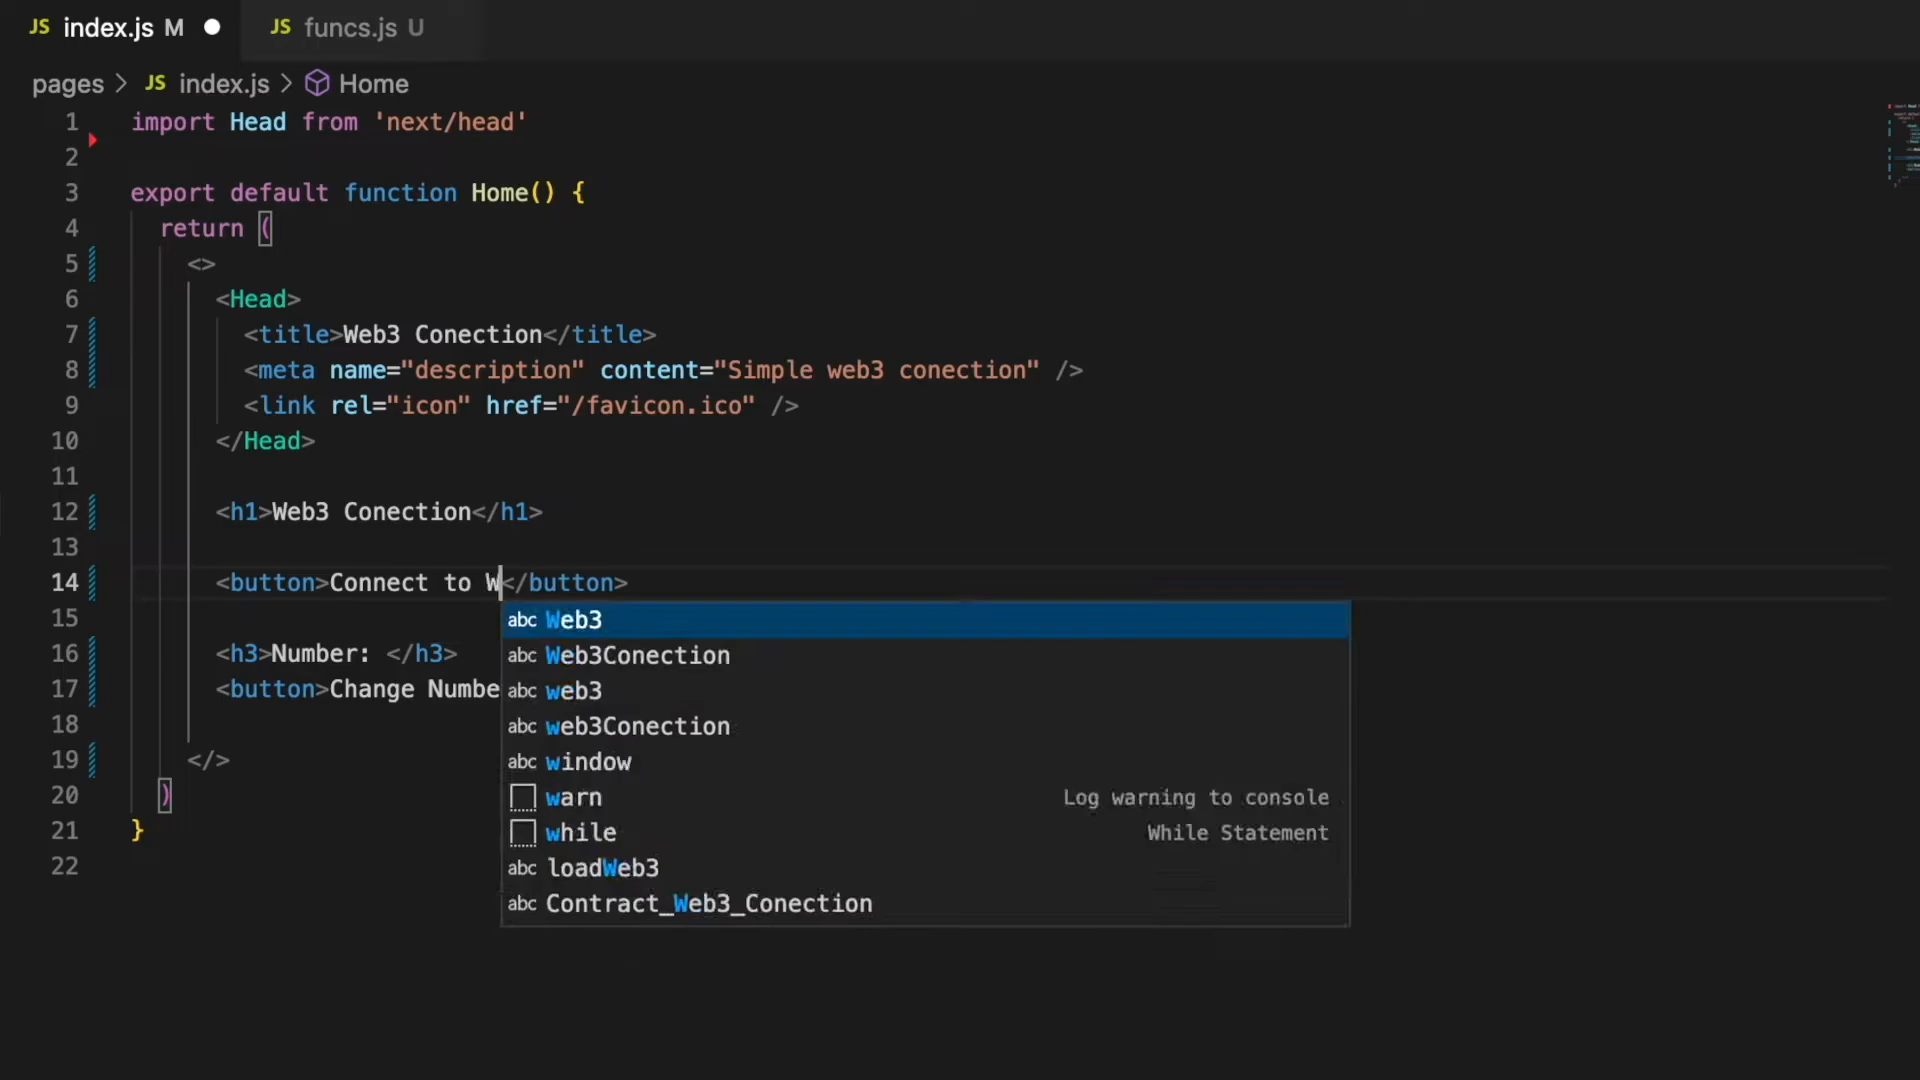 JS index.js M JS funcs.js U
pages > JS index.js > Home
1 import Head from 'next/head'
2
3 export default function Home() {
4 return (
5 <>
6 <Head>
7 <title>Web3 Conection</title>
8 <meta name="description" content="Simple web3 conection" />
9 <link rel="icon" href="/favicon.ico" />
10 </Head>
11
12 <h1>Web3 Conection</h1>
13
14 <button>Connect to W</button>
15
16 <h3>Number: </h3>
17 <button>Change Numbe
18
19 </>
20 )
21 }
22
abc Web3
abc Web3Conection
abc web3
abc web3Conection
abc window
warn Log warning to console
while While Statement
abc loadWeb3
abc Contract_Web3_Conection